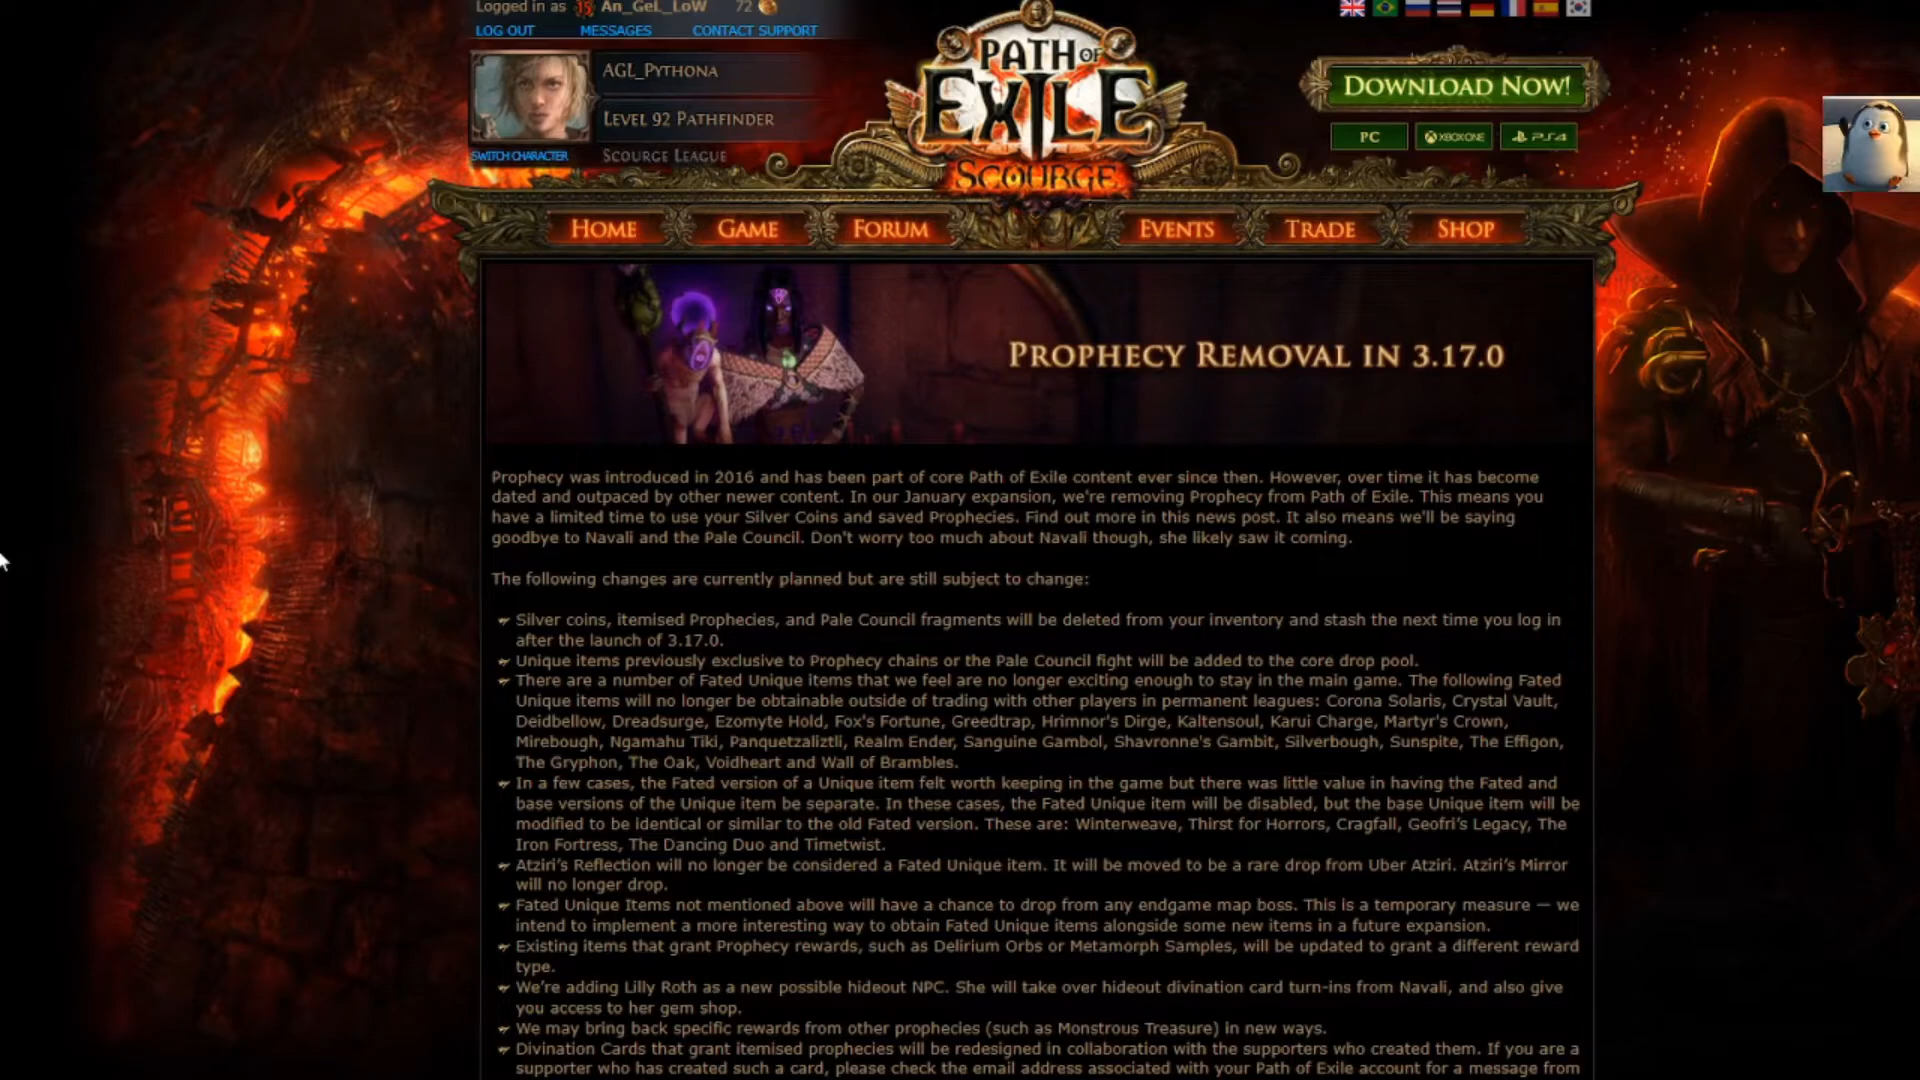 Logged in as 15 An_GeL_LoW 72
LOG OUT MESSAGES CONTACT SUPPORT
AGL_Pythona
Level 92 Pathfinder
SWITCH CHARACTER
Scourge League
PATH OF
EXILE
SCOURGE
Download Now!
PC XBOX ONE PS4
Home Game Forum Events Trade Shop
Prophecy Removal in 3.17.0
Prophecy was introduced in 2016 and has been part of core Path of Exile content ever since then. However, over time it has become
dated and outpaced by other newer content. In our January expansion, we're removing Prophecy from Path of Exile. This means you
have a limited time to use your Silver Coins and saved Prophecies. Find out more in this news post. It also means we'll be saying
goodbye to Navali and the Pale Council. Don't worry too much about Navali though, she likely saw it coming.
The following changes are currently planned but are still subject to change:
Silver coins, itemised Prophecies, and Pale Council fragments will be deleted from your inventory and stash the next time you log in
after the launch of 3.17.0.
Unique items previously exclusive to Prophecy chains or the Pale Council fight will be added to the core drop pool.
There are a number of Fated Unique items that we feel are no longer exciting enough to stay in the main game. The following Fated
Unique items will no longer be obtainable outside of trading with other players in permanent leagues: Corona Solaris, Crystal Vault,
Deidbellow, Dreadsurge, Ezomyte Hold, Fox's Fortune, Greedtrap, Hrimnor's Dirge, Kaltensoul, Karui Charge, Martyr's Crown,
Mirebough, Ngamahu Tiki, Panquetzaliztli, Realm Ender, Sanguine Gambol, Shavronne's Gambit, Silverbough, Sunspite, The Effigon,
The Gryphon, The Oak, Voidheart and Wall of Brambles.
In a few cases, the Fated version of a Unique item felt worth keeping in the game but there was little value in having the Fated and
base versions of the Unique item be separate. In these cases, the Fated Unique item will be disabled, but the base Unique item will be
modified to be identical or similar to the old Fated version. These are: Winterweave, Thirst for Horrors, Cragfall, Geofri's Legacy, The
Iron Fortress, The Dancing Duo and Timetwist.
Atziri's Reflection will no longer be considered a Fated Unique item. It will be moved to be a rare drop from Uber Atziri. Atziri's Mirror
will no longer drop.
Fated Unique Items not mentioned above will have a chance to drop from any endgame map boss. This is a temporary measure — we
intend to implement a more interesting way to obtain Fated Unique items alongside some new items in a future expansion.
Existing items that grant Prophecy rewards, such as Delirium Orbs or Metamorph Samples, will be updated to grant a different reward
type.
We're adding Lilly Roth as a new possible hideout NPC. She will take over hideout divination card turn-ins from Navali, and also give
you access to her gem shop.
We may bring back specific rewards from other prophecies (such as Monstrous Treasure) in new ways.
Divination Cards that grant itemised prophecies will be redesigned in collaboration with the supporters who created them. If you are a
supporter who has created such a card, please check the email address associated with your Path of Exile account for a message from